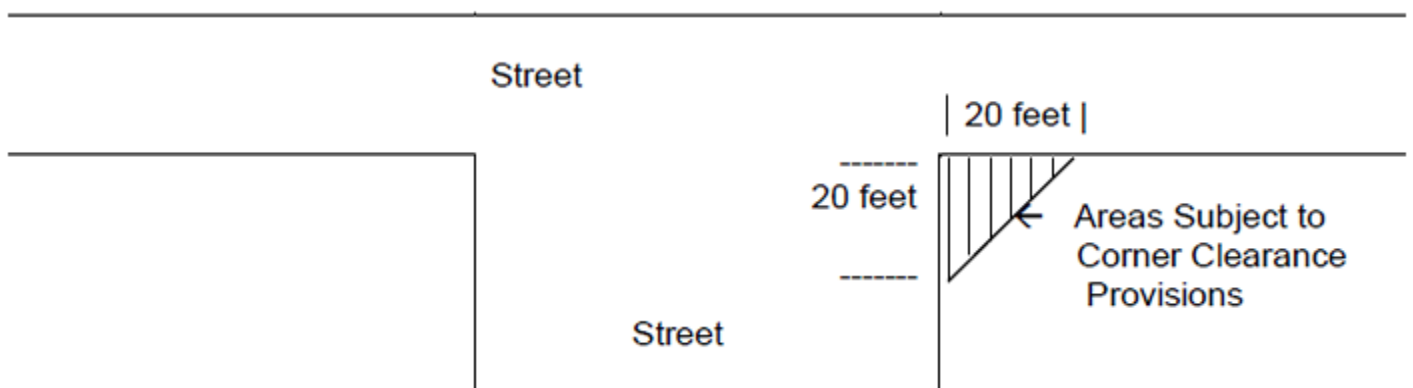 Street
| 20 feet |
-------
20 feet
Areas Subject to
Corner Clearance
Provisions
-------
Street